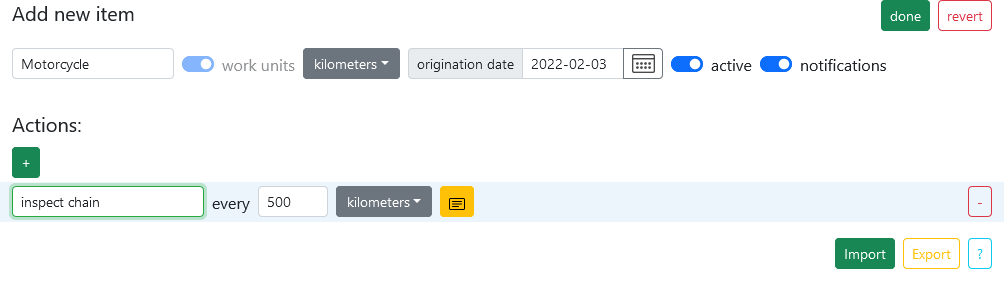 Add new item done revert
Motorcycle work units kilometers origination date 2022-02-03 active notifications
Actions:
+
inspect chain every 500 kilometers -
Import Export ?